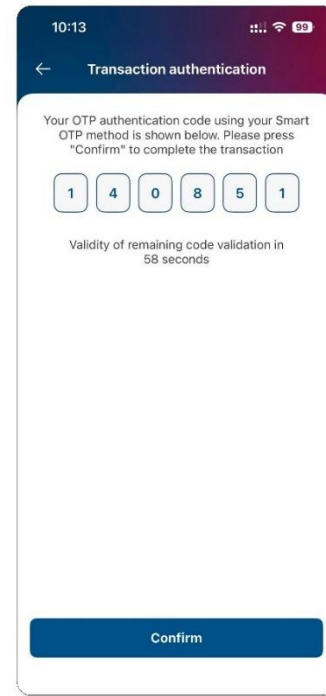 10:13 99
Transaction authentication
Your OTP authentication code using your Smart
OTP method is shown below. Please press
"Confirm" to complete the transaction
1 4 0 8 5 1
Validity of remaining code validation in
58 seconds
Confirm